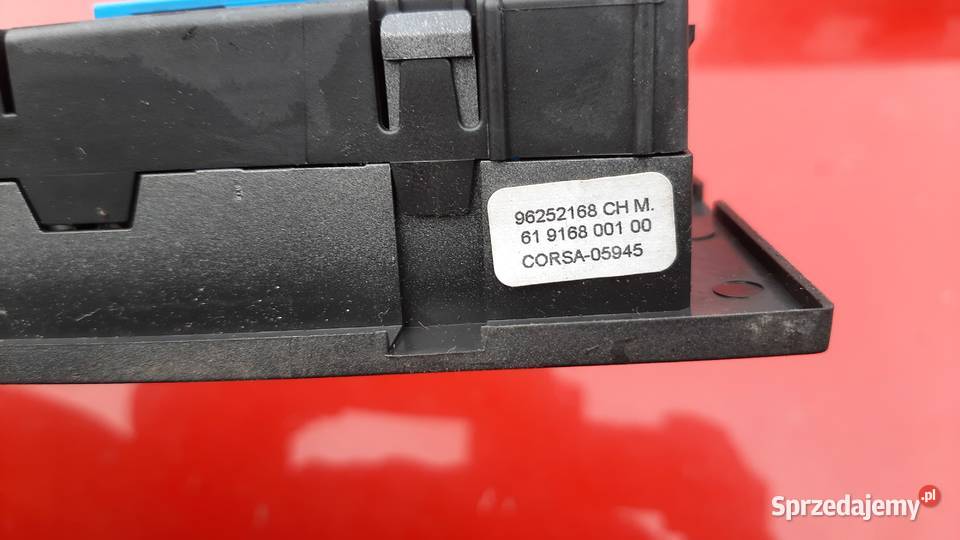 96252168 CH M.
61 9168 001 00
CORSA-05945
Sprzedajemy.pl